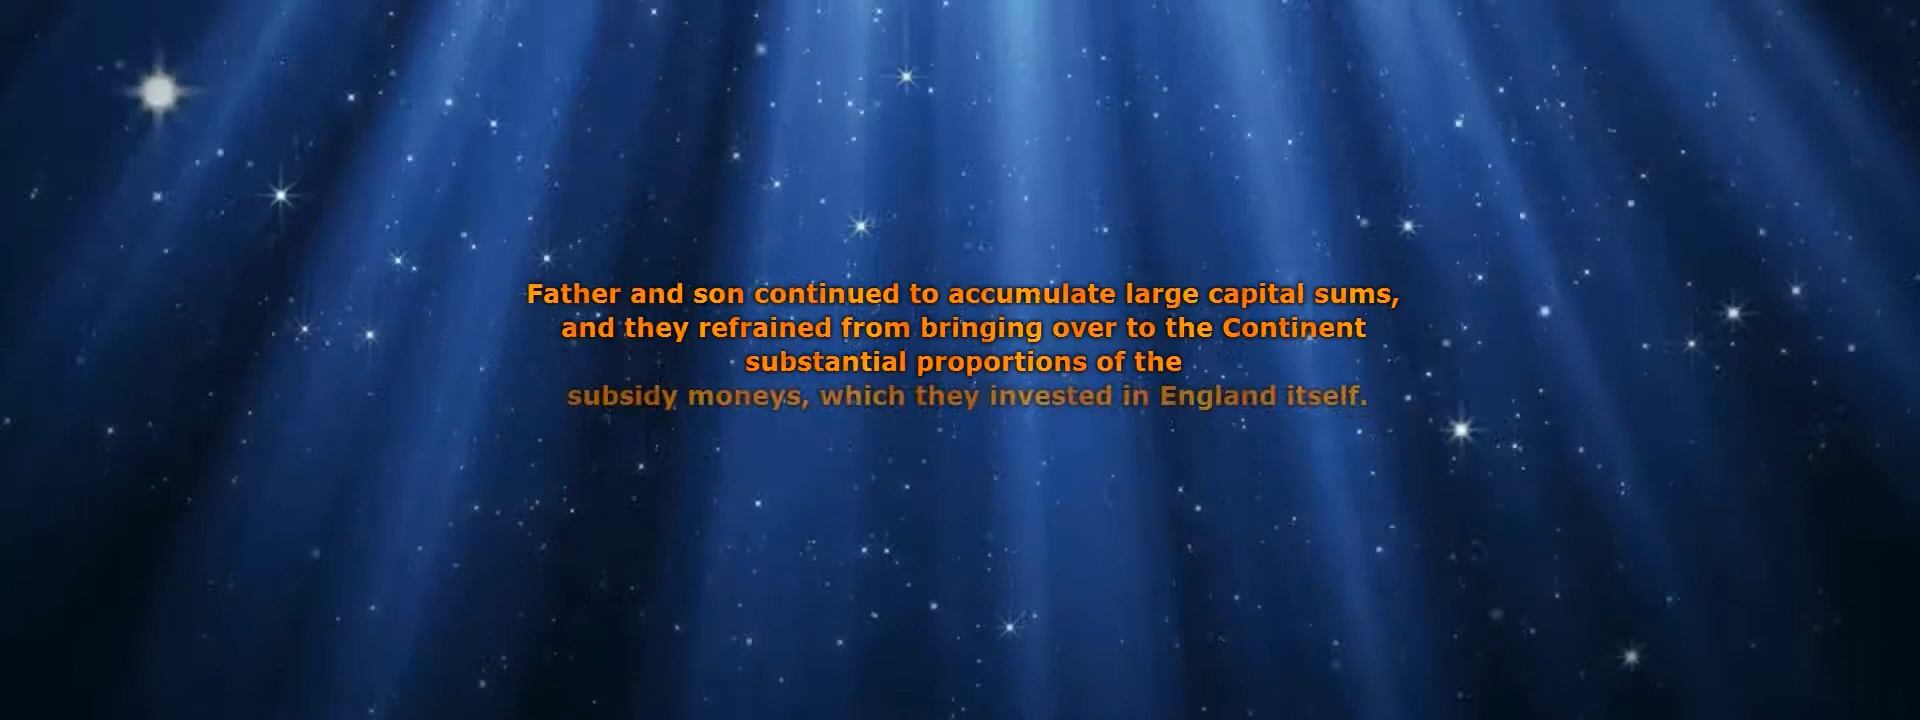 Father and son continued to accumulate large capital sums,
and they refrained from bringing over to the Continent
substantial proportions of the
subsidy moneys, which they invested in England itself.